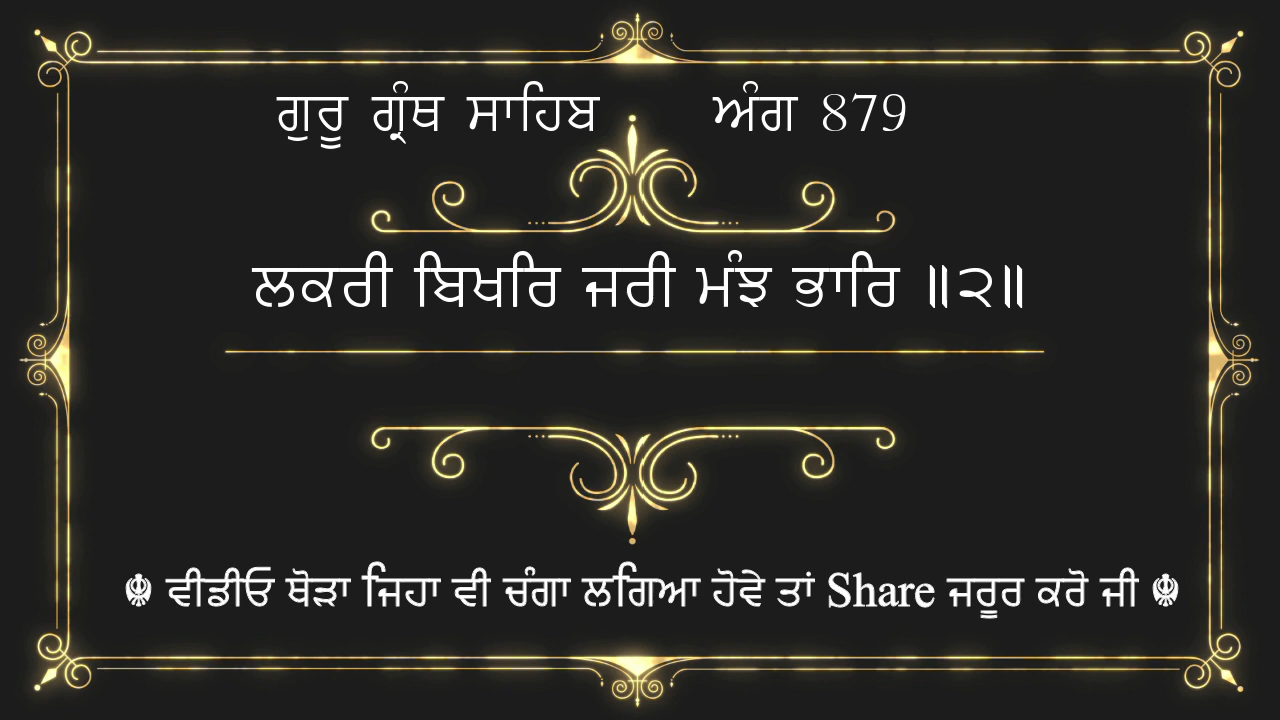 ਗੁਰੂ ਗ੍ਰੰਥ ਸਾਹਿਬ ਅੰਗ 879
ਲਕਰੀ ਬਿਖਰਿ ਜਰੀ ਮੰਝ ਭਾਰਿ ॥੨॥
☬ ਵੀਡੀਓ ਥੋੜਾ ਜਿਹਾ ਵੀ ਚੰਗਾ ਲਗਿਆ ਹੋਵੇ ਤਾਂ Share ਜਰੂਰ ਕਰੋ ਜੀ ☬